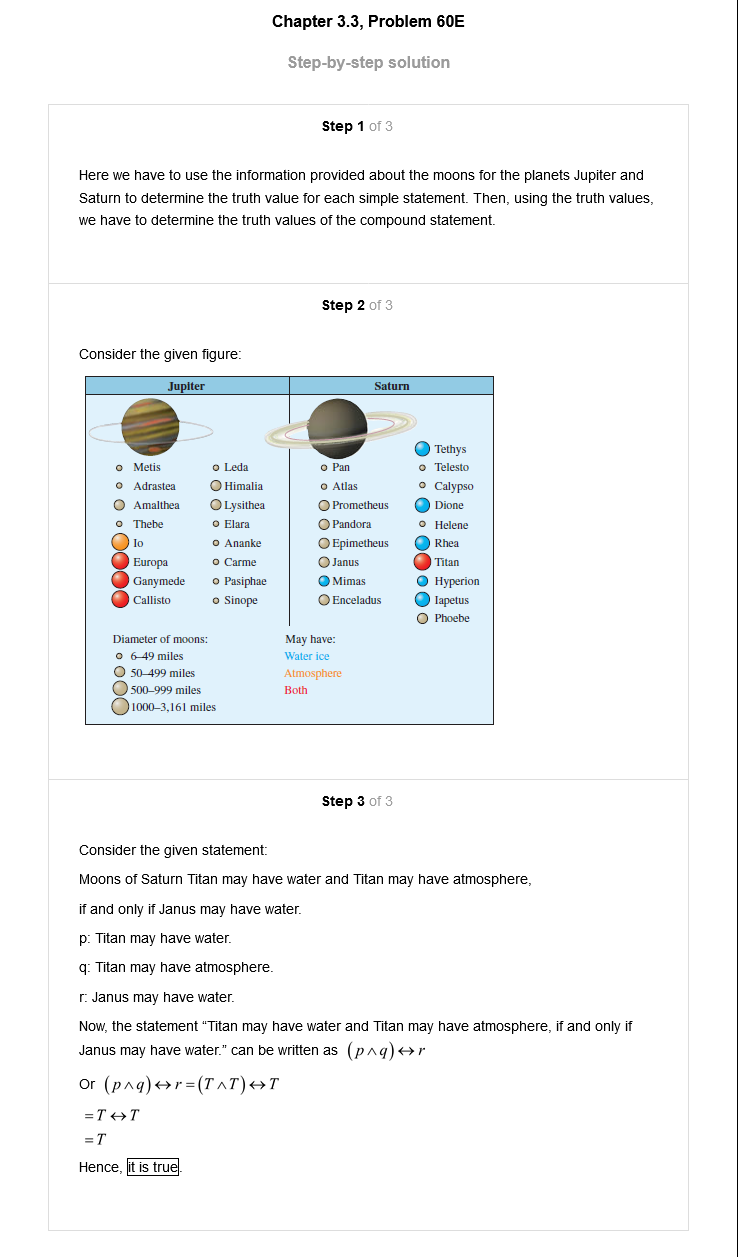 Chapter 3.3, Problem 60E
Step-by-step solution
Step 1 of 3
Here we have to use the information provided about the moons for the planets Jupiter and
Saturn to determine the truth value for each simple statement. Then, using the truth values,
we have to determine the truth values of the compound statement.
Step 2 of 3
Consider the given figure:
Jupiter
Saturn
Metis
Adrastea
Amalthea
Thebe
Io
Europa
Ganymede
Callisto
Leda
Himalia
Lysithea
Elara
Ananke
Carme
Pasiphae
Sinope
Pan
Atlas
Prometheus
Pandora
Epimetheus
Janus
Mimas
Enceladus
Tethys
Telesto
Calypso
Dione
Helene
Rhea
Titan
Hyperion
Iapetus
Phoebe
Diameter of moons:
6–49 miles
50–499 miles
500–999 miles
1000–3,161 miles
May have:
Water ice
Atmosphere
Both
Step 3 of 3
Consider the given statement:
Moons of Saturn Titan may have water and Titan may have atmosphere,
if and only if Janus may have water.
p: Titan may have water.
q: Titan may have atmosphere.
r: Janus may have water.
Now, the statement “Titan may have water and Titan may have atmosphere, if and only if
Janus may have water.” can be written as (p∧q)↔r
Or (p∧q)↔r=(T∧T)↔T
=T↔T
=T
Hence, it is true.